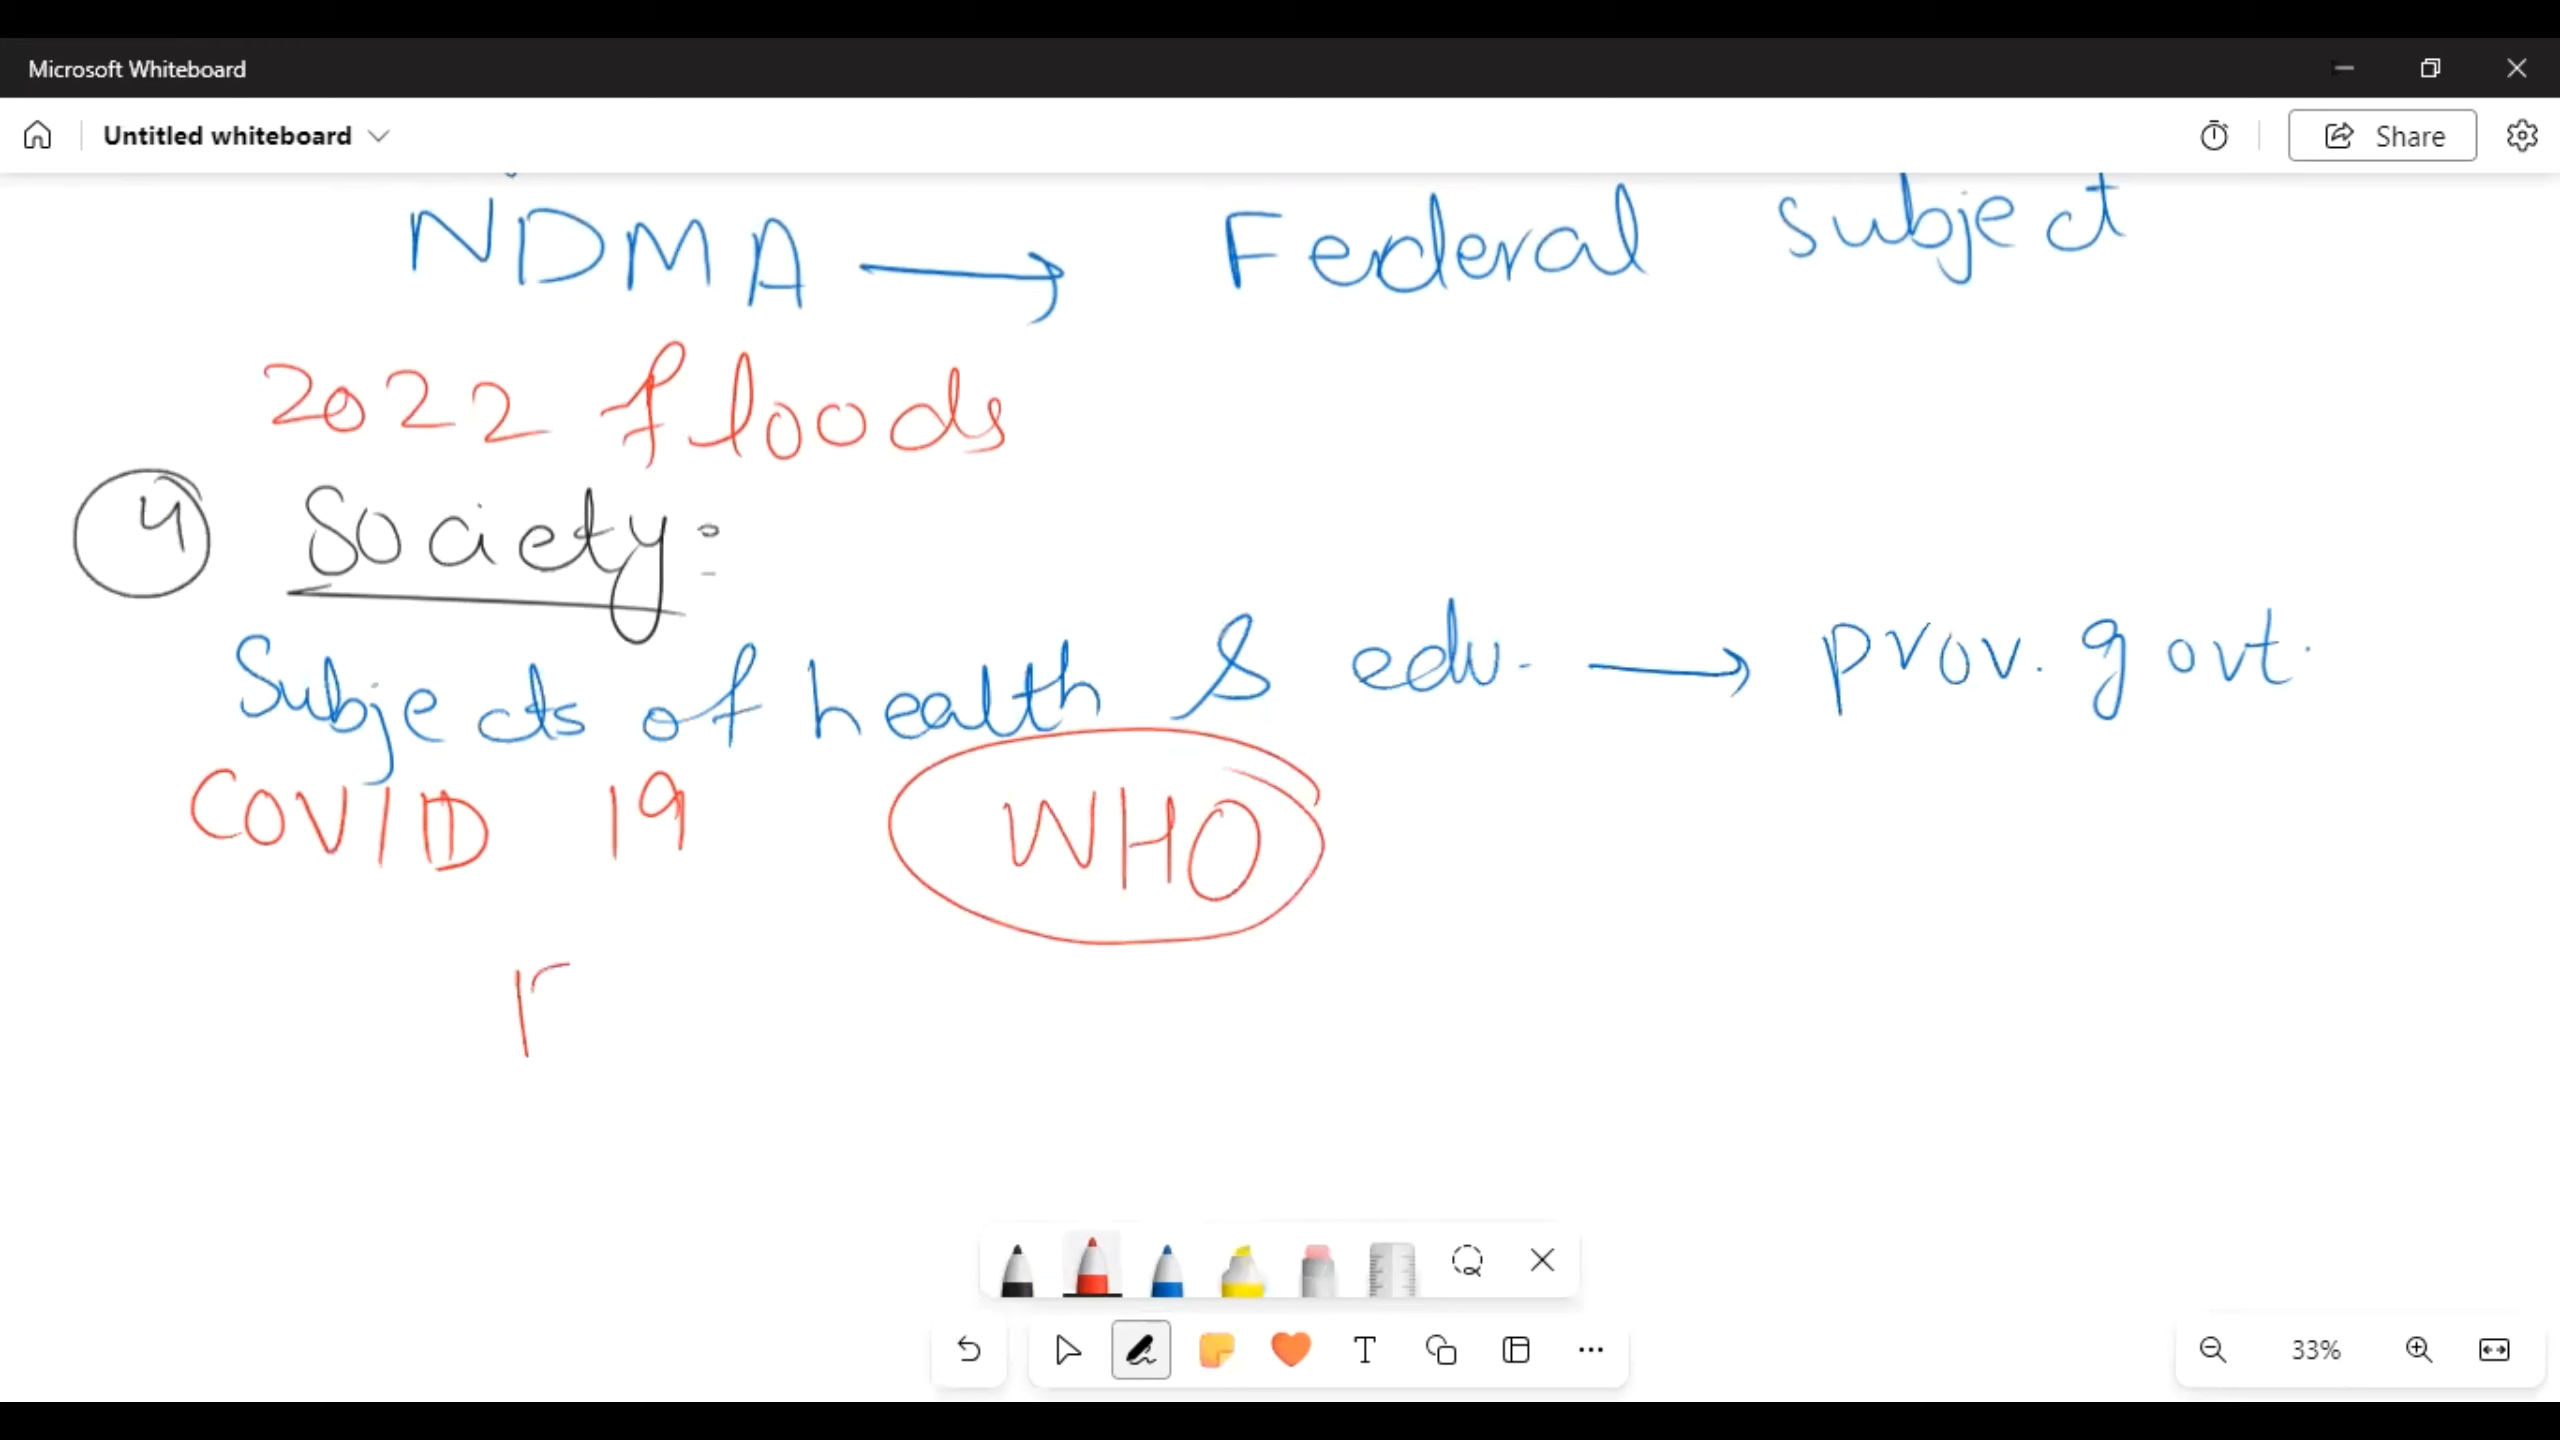 Microsoft Whiteboard
Untitled whiteboard
Share
NDMA → Federal subject
2022 floods
4 Society:
Subjects of health & edu. → prov. govt.
COVID 19 WHO
33%